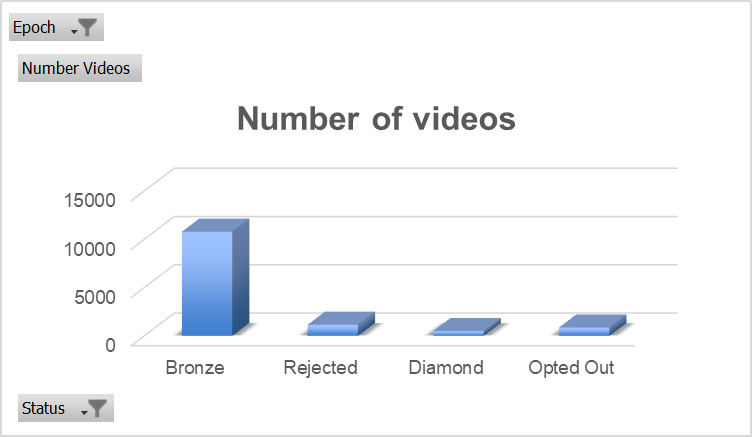 Epoch
Number Videos
Number of videos
15000
10000
5000
0
Bronze Rejected Diamond Opted Out
Status